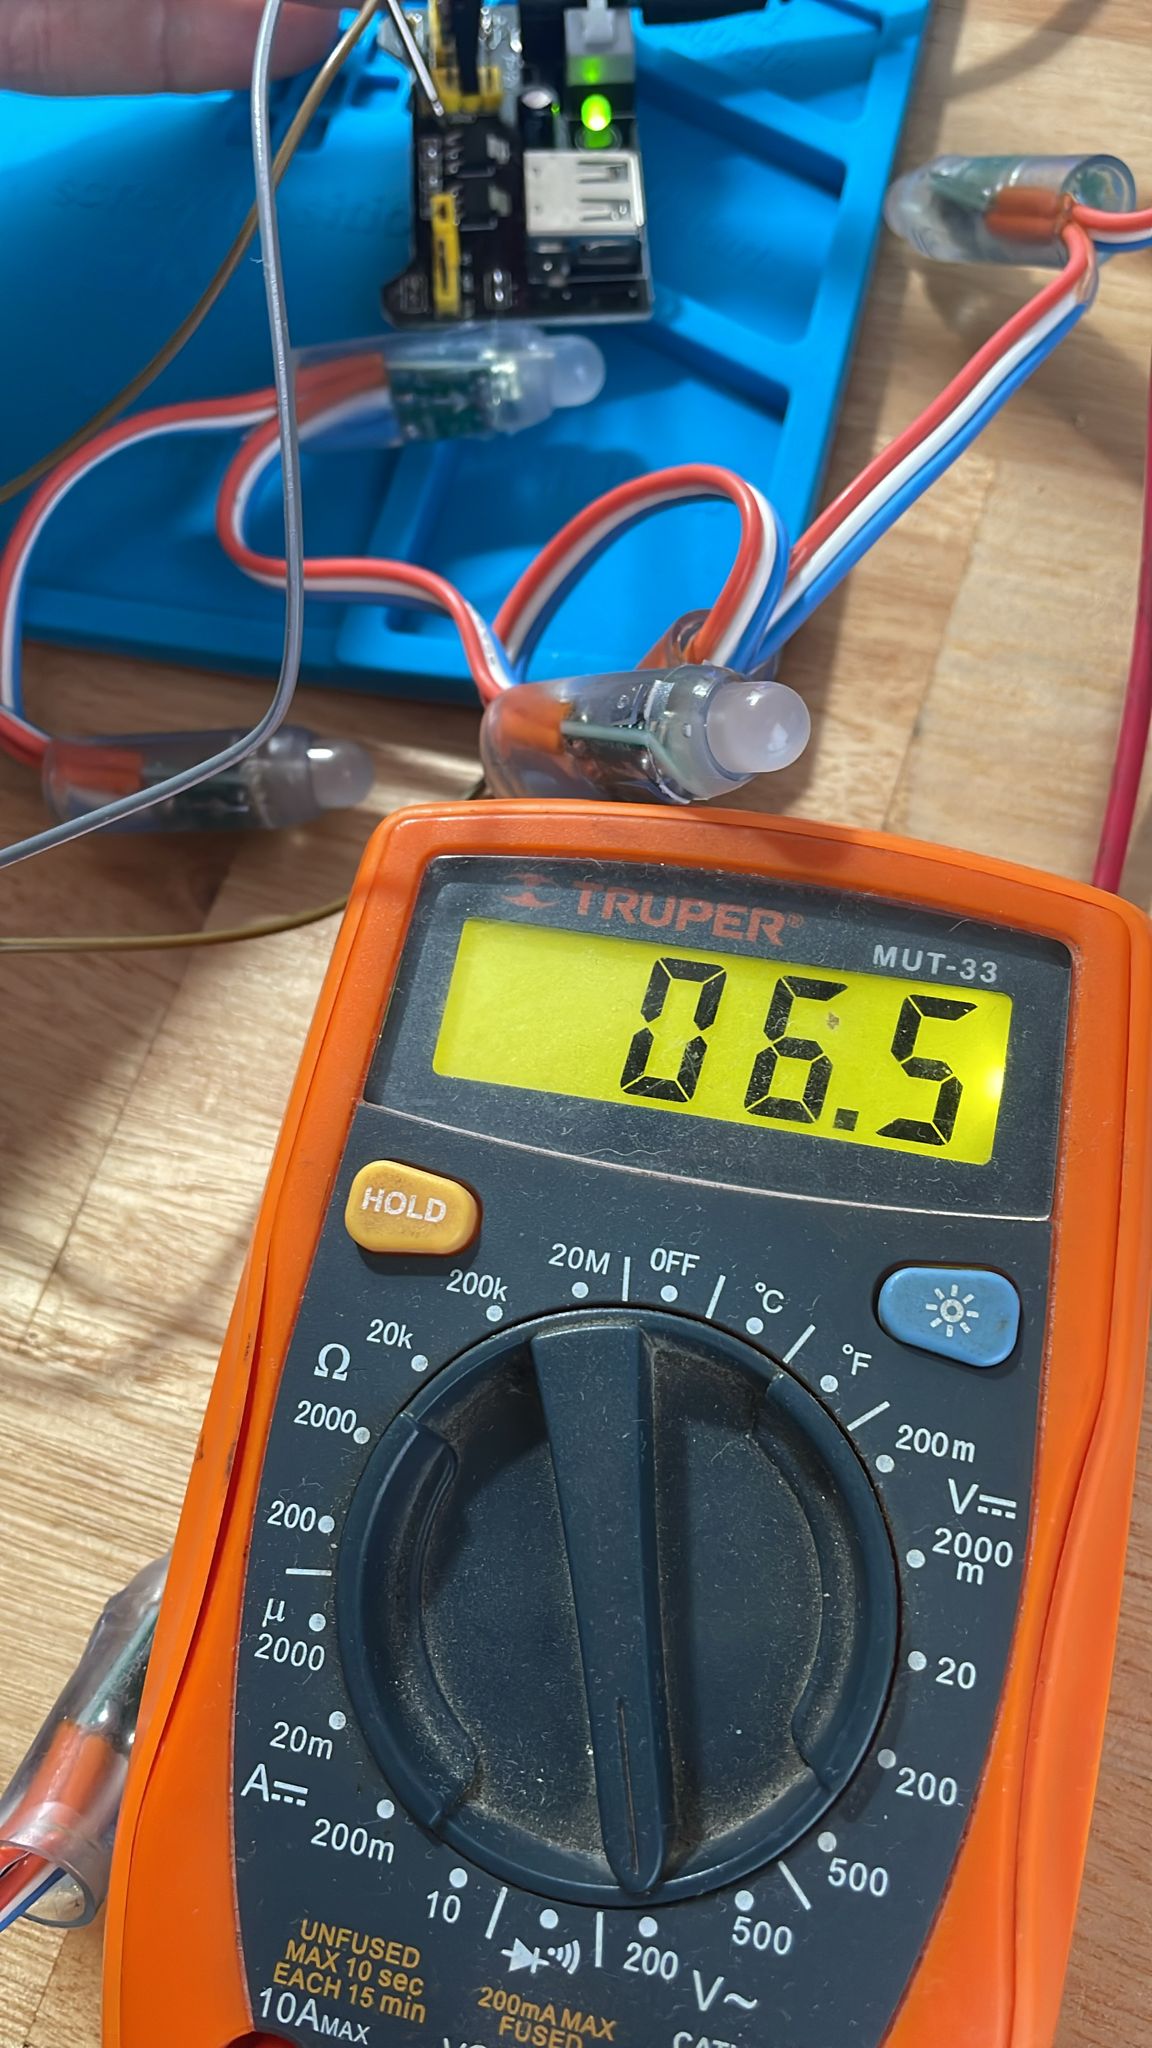 TRUPER®
MUT-33
06.5
HOLD
20M
OFF
200k
°C
20k
°F
Ω
2000
200m
V⎓
2000
m
200
μ
2000
20
20m
200
A⎓
200m
500
10
500
200
V~
UNFUSED
MAX 10 sec
EACH 15 min
10AMAX
200mA MAX
FUSED